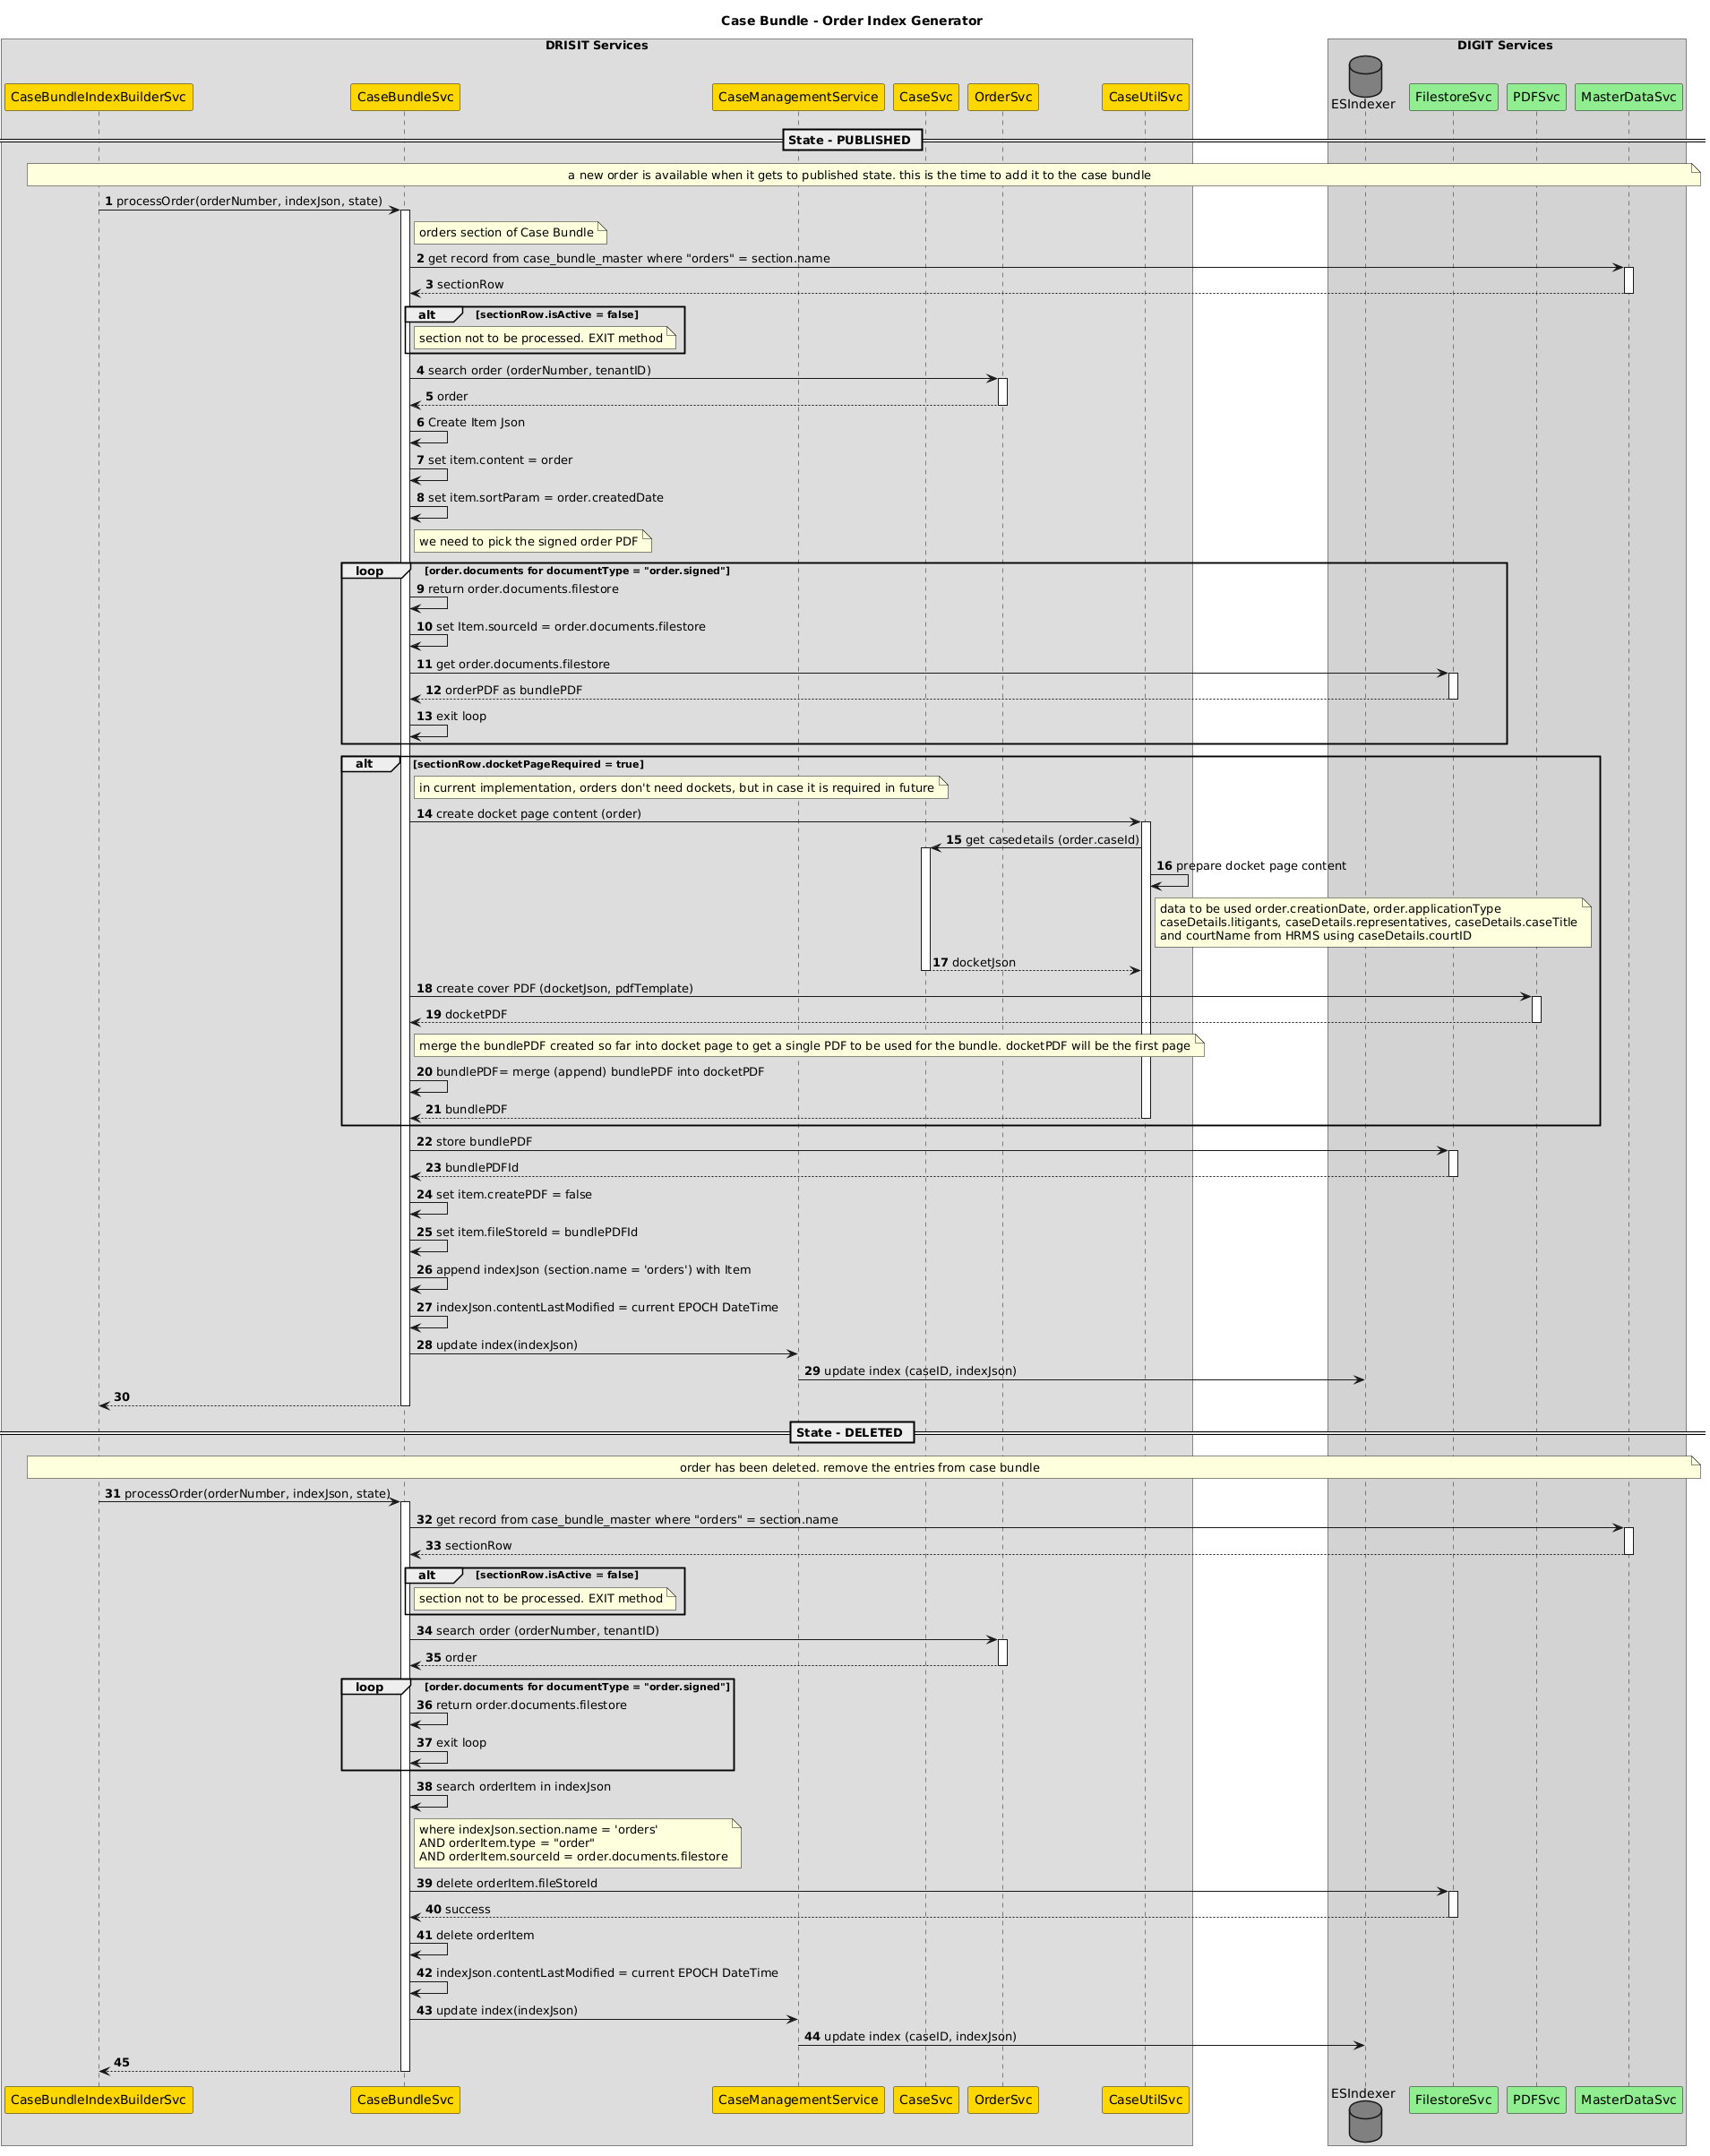 Case Bundle - Order Index Generator
DRISIT Services
DIGIT Services
CaseBundleIndexBuilderSvc
CaseBundleSvc
CaseManagementService
CaseSvc
OrderSvc
CaseUtilSvc
ESIndexer
FilestoreSvc
PDFSvc
MasterDataSvc
State - PUBLISHED
a new order is available when it gets to published state. this is the time to add it to the case bundle
1 processOrder(orderNumber, indexJson, state)
orders section of Case Bundle
2 get record from case_bundle_master where "orders" = section.name
3 sectionRow
alt [sectionRow.isActive = false]
section not to be processed. EXIT method
4 search order (orderNumber, tenantID)
5 order
6 Create Item Json
7 set item.content = order
8 set item.sortParam = order.createdDate
we need to pick the signed order PDF
loop [order.documents for documentType = "order.signed"]
9 return order.documents.filestore
10 set Item.sourceId = order.documents.filestore
11 get order.documents.filestore
12 orderPDF as bundlePDF
13 exit loop
alt [sectionRow.docketPageRequired = true]
in current implementation, orders don't need dockets, but in case it is required in future
14 create docket page content (order)
15 get casedetails (order.caseId)
16 prepare docket page content
data to be used order.creationDate, order.applicationType
caseDetails.litigants, caseDetails.representatives, caseDetails.caseTitle
and courtName from HRMS using caseDetails.courtID
17 docketJson
18 create cover PDF (docketJson, pdfTemplate)
19 docketPDF
merge the bundlePDF created so far into docket page to get a single PDF to be used for the bundle. docketPDF will be the first page
20 bundlePDF= merge (append) bundlePDF into docketPDF
21 bundlePDF
22 store bundlePDF
23 bundlePDFId
24 set item.createPDF = false
25 set item.fileStoreId = bundlePDFId
26 append indexJson (section.name = 'orders') with Item
27 indexJson.contentLastModified = current EPOCH DateTime
28 update index(indexJson)
29 update index (caseID, indexJson)
30
State - DELETED
order has been deleted. remove the entries from case bundle
31 processOrder(orderNumber, indexJson, state)
32 get record from case_bundle_master where "orders" = section.name
33 sectionRow
alt [sectionRow.isActive = false]
section not to be processed. EXIT method
34 search order (orderNumber, tenantID)
35 order
loop [order.documents for documentType = "order.signed"]
36 return order.documents.filestore
37 exit loop
38 search orderItem in indexJson
where indexJson.section.name = 'orders'
AND orderItem.type = "order"
AND orderItem.sourceId = order.documents.filestore
39 delete orderItem.fileStoreId
40 success
41 delete orderItem
42 indexJson.contentLastModified = current EPOCH DateTime
43 update index(indexJson)
44 update index (caseID, indexJson)
45
CaseBundleIndexBuilderSvc
CaseBundleSvc
CaseManagementService
CaseSvc
OrderSvc
CaseUtilSvc
ESIndexer
FilestoreSvc
PDFSvc
MasterDataSvc